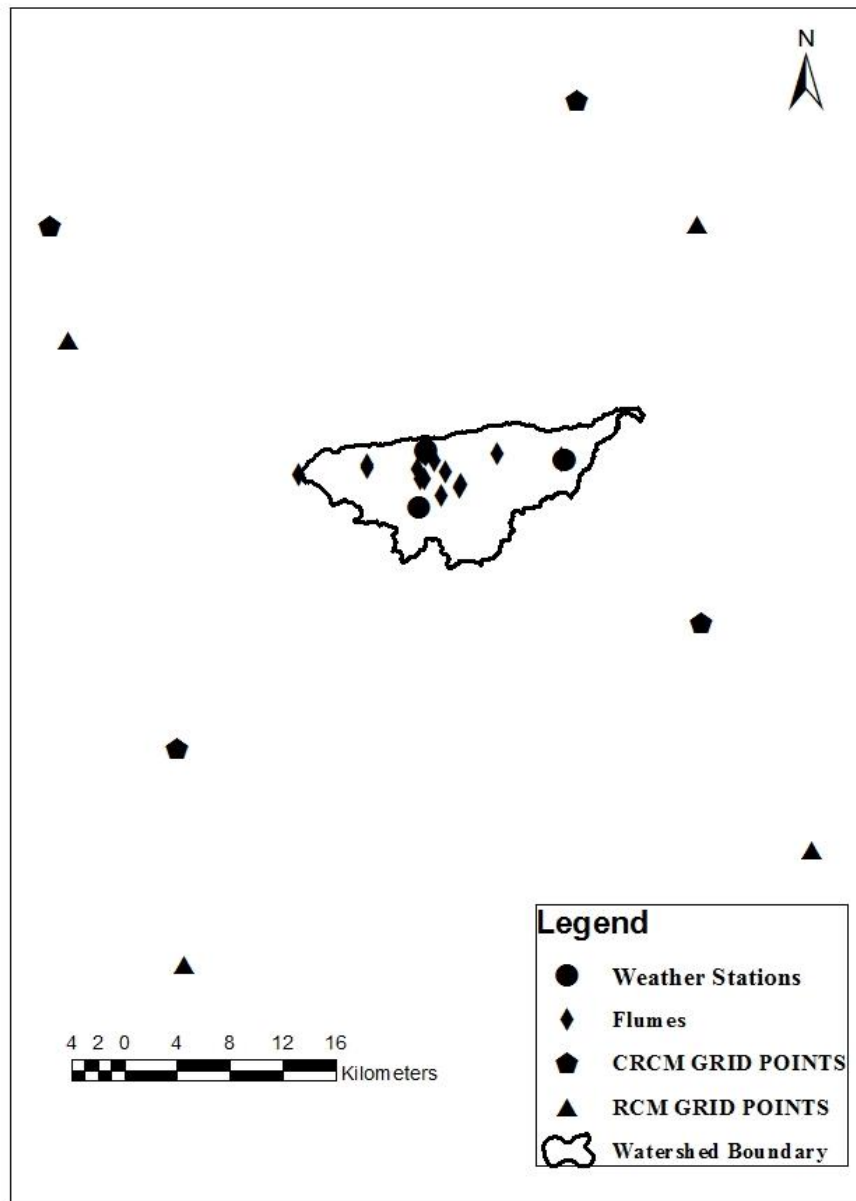 N
Legend
Weather Stations
Flumes
CRCM GRID POINTS
RCM GRID POINTS
Watershed Boundary
4 2 0 4 8 12 16
Kilometers